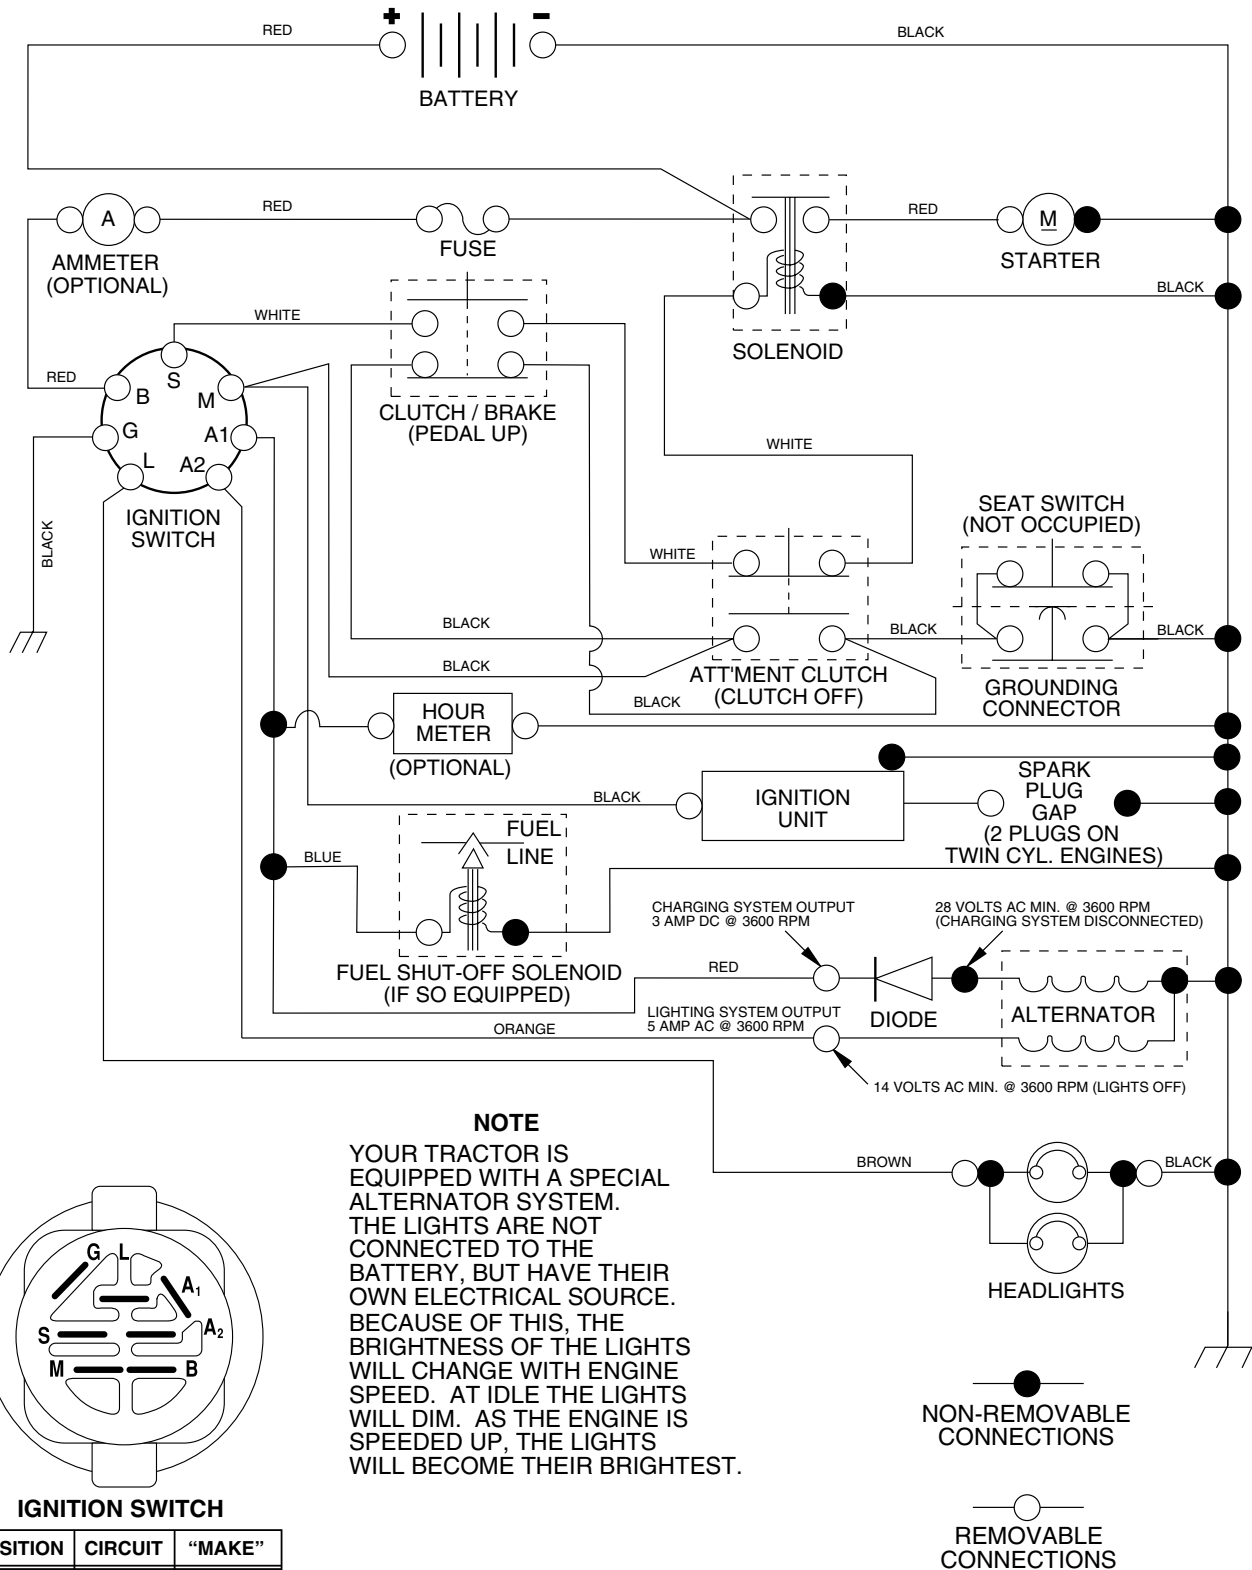 RED
+
−
BLACK
BATTERY
A
RED
RED
M
AMMETER
(OPTIONAL)
FUSE
STARTER
BLACK
WHITE
SOLENOID
RED
S
B
M
G
A1
L
A2
CLUTCH / BRAKE
(PEDAL UP)
WHITE
IGNITION
SWITCH
BLACK
SEAT SWITCH
(NOT OCCUPIED)
WHITE
BLACK
BLACK
BLACK
BLACK
ATT'MENT CLUTCH
(CLUTCH OFF)
GROUNDING
CONNECTOR
BLACK
HOUR
METER
(OPTIONAL)
BLACK
IGNITION
UNIT
SPARK
PLUG
GAP
(2 PLUGS ON
TWIN CYL. ENGINES)
FUEL
LINE
BLUE
CHARGING SYSTEM OUTPUT
3 AMP DC @ 3600 RPM
28 VOLTS AC MIN. @ 3600 RPM
(CHARGING SYSTEM DISCONNECTED)
FUEL SHUT-OFF SOLENOID
(IF SO EQUIPPED)
RED
LIGHTING SYSTEM OUTPUT
5 AMP AC @ 3600 RPM
DIODE
ALTERNATOR
ORANGE
14 VOLTS AC MIN. @ 3600 RPM (LIGHTS OFF)
NOTE
YOUR TRACTOR IS
EQUIPPED WITH A SPECIAL
ALTERNATOR SYSTEM.
THE LIGHTS ARE NOT
CONNECTED TO THE
BATTERY, BUT HAVE THEIR
OWN ELECTRICAL SOURCE.
BECAUSE OF THIS, THE
BRIGHTNESS OF THE LIGHTS
WILL CHANGE WITH ENGINE
SPEED. AT IDLE THE LIGHTS
WILL DIM. AS THE ENGINE IS
SPEEDED UP, THE LIGHTS
WILL BECOME THEIR BRIGHTEST.
BROWN
BLACK
HEADLIGHTS
G L
A1
A2
S
M
B
IGNITION SWITCH
SITION CIRCUIT “MAKE”
NON-REMOVABLE
CONNECTIONS
REMOVABLE
CONNECTIONS